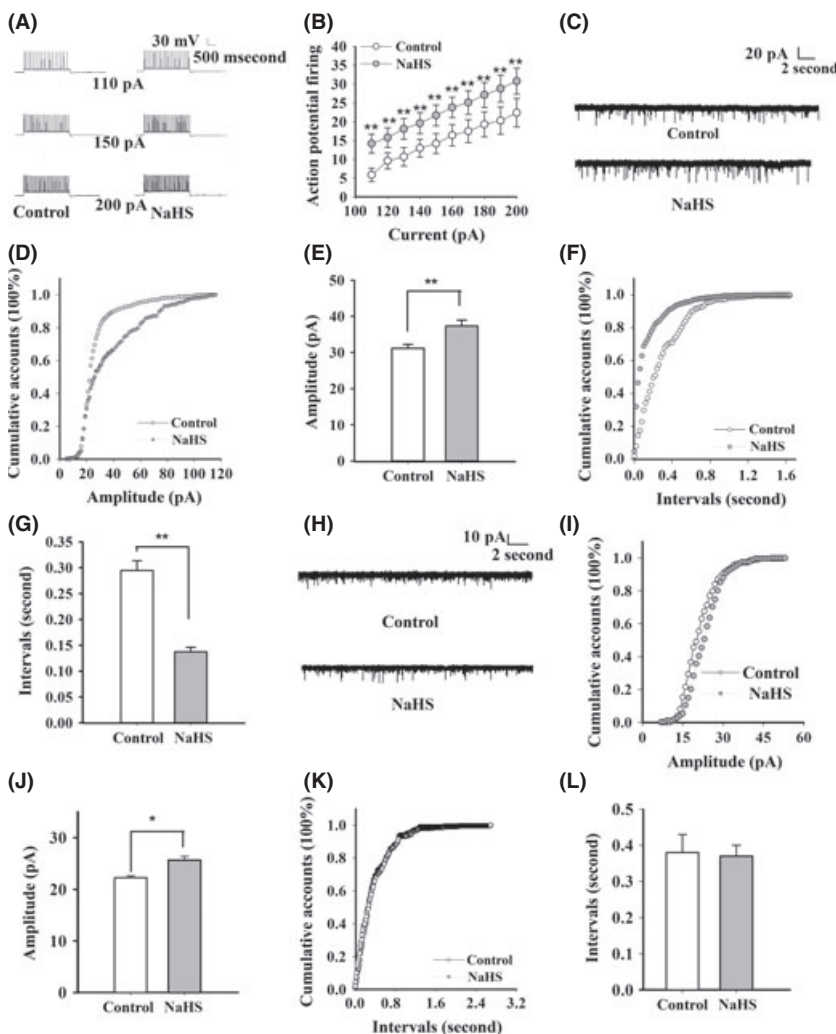 (A)
30 mV
500 msecond
110 pA
150 pA
200 pA
Control
NaHS
(B)
Action potential firing
40
35
30
25
20
15
10
5
0
** ** ** ** ** ** ** ** ** **
Control
NaHS
100 120 140 160 180 200
Current (pA)
(C)
20 pA
2 second
Control
NaHS
(D)
Cumulative accounts (100%)
1.0
0.8
0.6
0.4
0.2
0.0
Control
NaHS
0 20 40 60 80 100 120
Amplitude (pA)
(E)
Amplitude (pA)
50
40
30
20
10
0
**
Control NaHS
(F)
Cumulative accounts (100%)
1.0
0.8
0.6
0.4
0.2
0.0
Control
NaHS
0.0 0.4 0.8 1.2 1.6
Intervals (second)
(G)
Intervals (second)
0.35
0.30
0.25
0.20
0.15
0.10
0.05
0.00
**
Control NaHS
(H)
10 pA
2 second
Control
NaHS
(I)
Cumulative accounts (100%)
1.0
0.8
0.6
0.4
0.2
0.0
Control
NaHS
0 15 30 45 60
Amplitude (pA)
(J)
Amplitude (pA)
30
20
10
0
*
Control NaHS
(K)
Cumulative accounts (100%)
1.0
0.8
0.6
0.4
0.2
0.0
Control
NaHS
0.0 0.8 1.6 2.4 3.2
Intervals (second)
(L)
Intervals (second)
0.5
0.4
0.3
0.2
0.1
0.0
Control NaHS